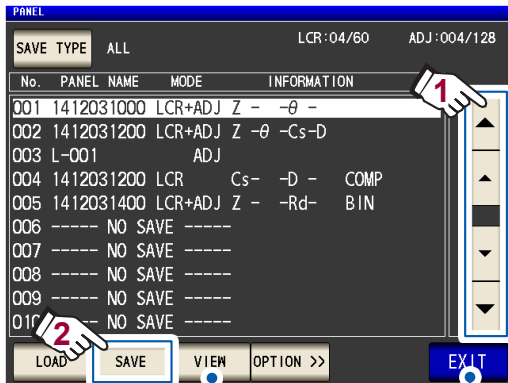 PANEL
SAVE TYPE ALL LCR:04/60 ADJ:004/128
No. PANEL NAME MODE INFORMATION
001 1412031000 LCR+ADJ Z - -θ -
002 1412031200 LCR+ADJ Z -θ -Cs-D
003 L-001 ADJ
004 1412031200 LCR Cs- -D - COMP
005 1412031400 LCR+ADJ Z - -Rd- BIN
006 ----- NO SAVE -----
007 ----- NO SAVE -----
008 ----- NO SAVE -----
009 ----- NO SAVE -----
010 ----- NO SAVE -----
1
2
LOAD SAVE VIEW OPTION >> EXIT